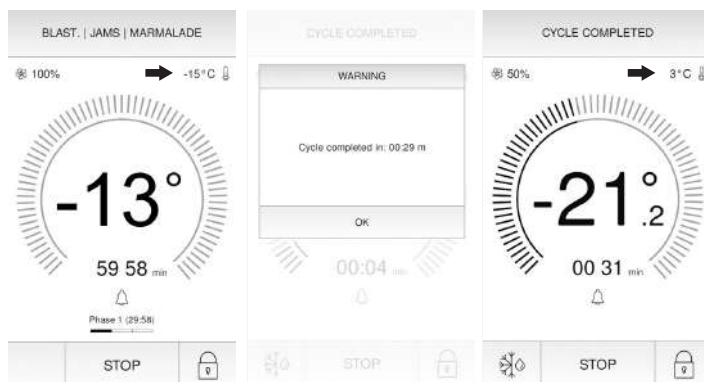 BLAST. | JAMS | MARMALADE
100%
-15°C
-13°
59 58 min
Phase 1 (29:58)
STOP
CYCLE COMPLETED
WARNING
Cycle completed in: 00:29 m
OK
00:04 min
STOP
CYCLE COMPLETED
50%
3°C
-21°.2
00 31 min
STOP